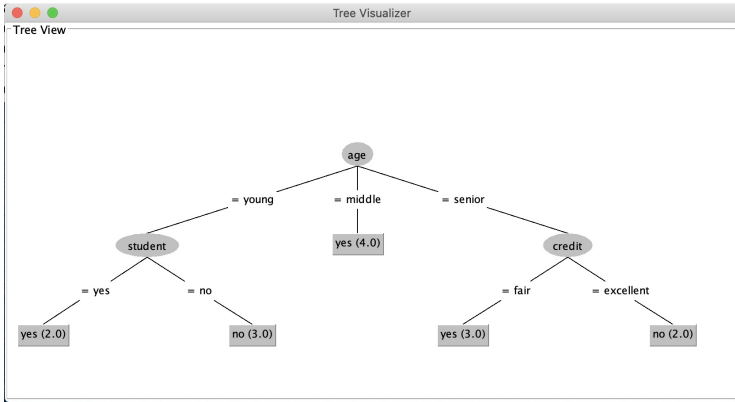 Tree Visualizer
Tree View
age
= young
= middle
= senior
student
yes (4.0)
credit
= yes
= no
= fair
= excellent
yes (2.0)
no (3.0)
yes (3.0)
no (2.0)